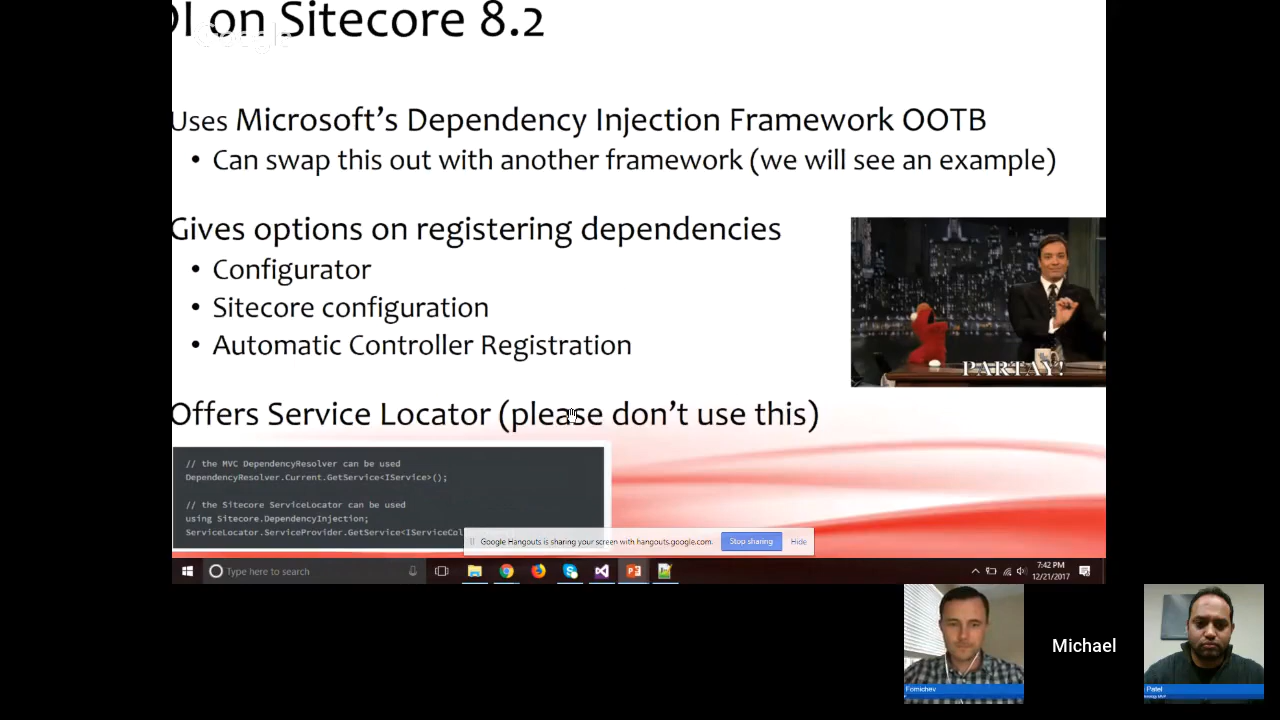 DI on Sitecore 8.2
Google
Uses Microsoft's Dependency Injection Framework OOTB
• Can swap this out with another framework (we will see an example)
Gives options on registering dependencies
• Configurator
• Sitecore configuration
• Automatic Controller Registration
PARTAY!
Offers Service Locator (please don't use this)
// the MVC DependencyResolver can be used
DependencyResolver.Current.GetService<IService>();
// the Sitecore ServiceLocator can be used
using Sitecore.DependencyInjection;
ServiceLocator.ServiceProvider.GetService<IServiceCol
Google Hangouts is sharing your screen with hangouts.google.com.
Stop sharing
Hide
Type here to search
7:42 PM
12/21/2017
Fomichev
Michael
Patel